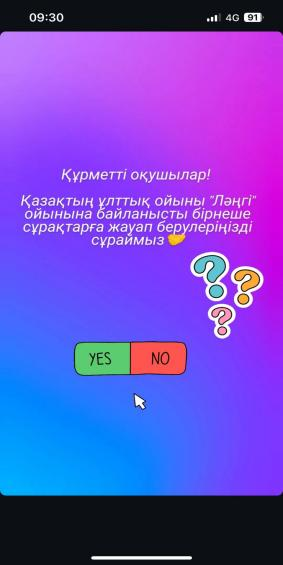 09:30
4G
91
Құрметті оқушылар!
Қазақтың ұлттық ойыны "Ләңгі"
ойынына байланысты бірнеше
сұрақтарға жауап берулеріңізді
сұраймыз
YES
NO